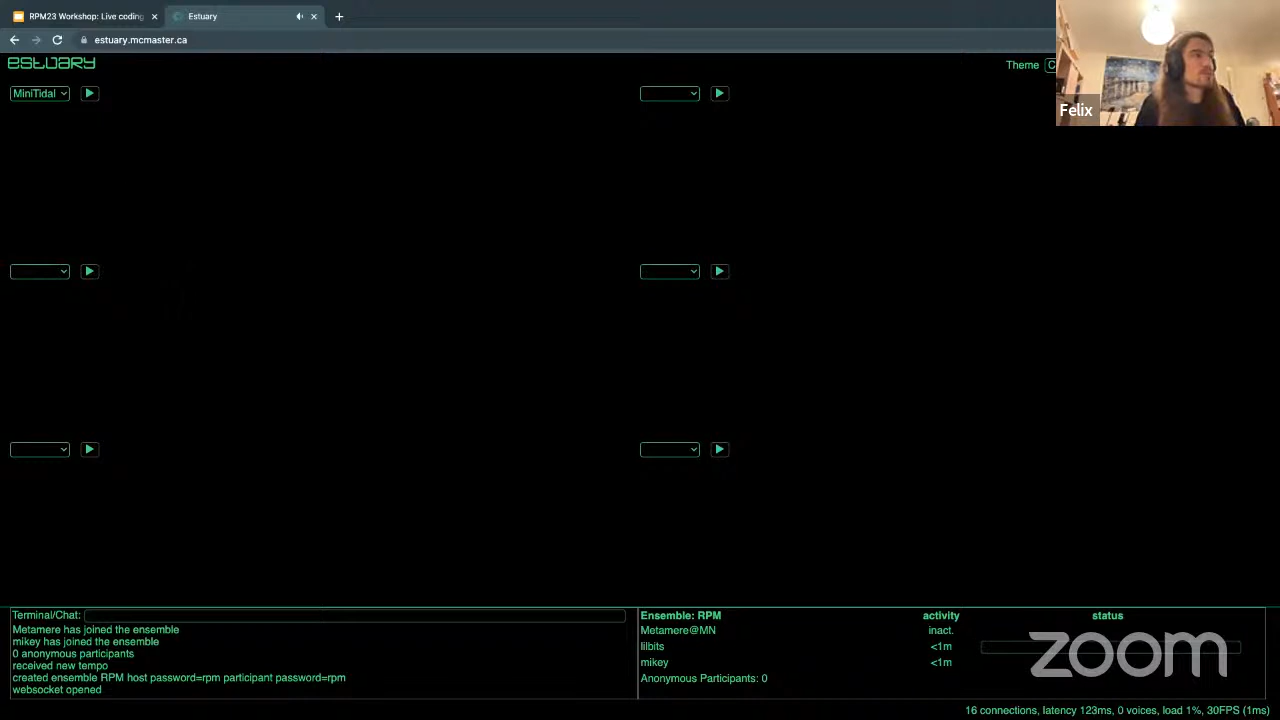 RPM23 Workshop: Live coding
Estuary
estuary.mcmaster.ca
estuary
Theme
MiniTidal
Felix
Terminal/Chat:
Metamere has joined the ensemble
mikey has joined the ensemble
0 anonymous participants
received new tempo
created ensemble RPM host password=rpm participant password=rpm
websocket opened
Ensemble: RPM activity status
Metamere@MN inact.
lilbits <1m
mikey <1m
Anonymous Participants: 0
zoom
16 connections, latency 123ms, 0 voices, load 1%, 30FPS (1ms)